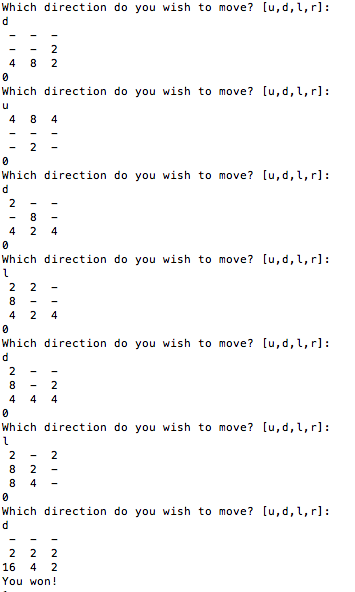 Which direction do you wish to move? [u,d,l,r]:
d
- - -
- - 2
4 8 2
0
Which direction do you wish to move? [u,d,l,r]:
u
4 8 4
- - -
- 2 -
0
Which direction do you wish to move? [u,d,l,r]:
d
2 - -
- 8 -
4 2 4
0
Which direction do you wish to move? [u,d,l,r]:
l
2 2 -
8 - -
4 2 4
0
Which direction do you wish to move? [u,d,l,r]:
d
2 - -
8 - 2
4 4 4
0
Which direction do you wish to move? [u,d,l,r]:
l
2 - 2
8 2 -
8 4 -
0
Which direction do you wish to move? [u,d,l,r]:
d
- - -
2 2 2
16 4 2
You won!